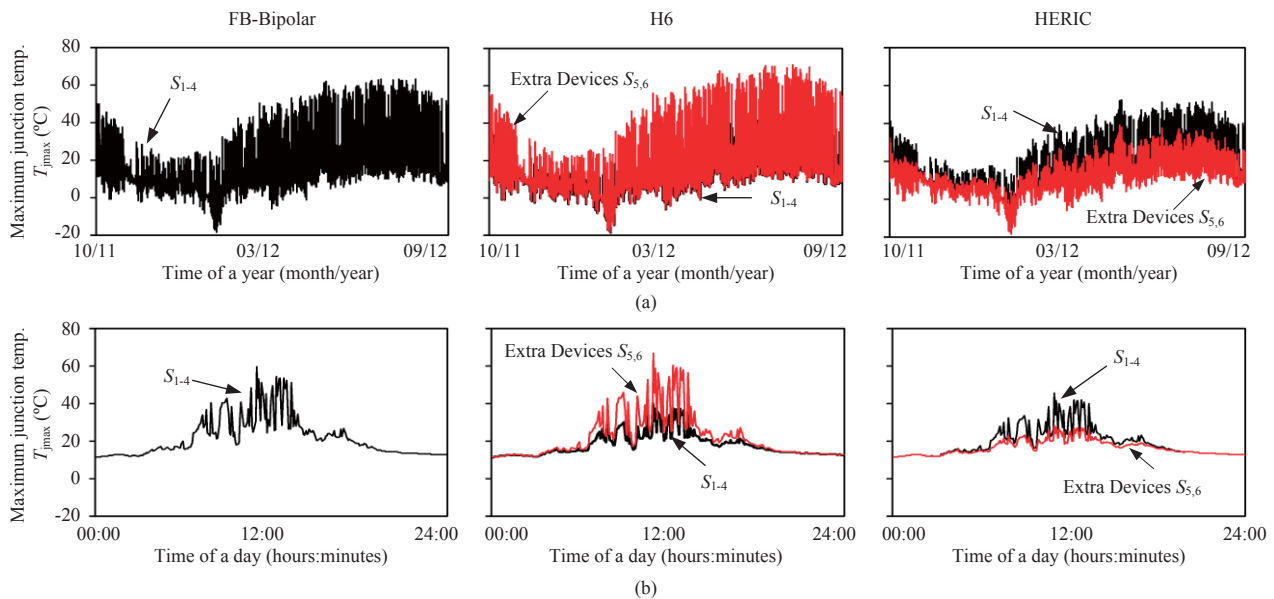 (a)
FB-Bipolar
H6
HERIC
Maximum junction temp.
Tjmax (ºC)
80
60
40
20
0
-20
S1-4
10/11
03/12
09/12
Time of a year (month/year)
Extra Devices S5,6
S1-4
10/11
03/12
09/12
Time of a year (month/year)
S1-4
Extra Devices S5,6
10/11
03/12
09/12
Time of a year (month/year)
(a)
Maximum junction temp.
Tjmax (ºC)
80
60
40
20
0
-20
S1-4
00:00
12:00
24:00
Time of a day (hours:minutes)
Extra Devices S5,6
S1-4
00:00
12:00
24:00
Time of a day (hours:minutes)
S1-4
Extra Devices S5,6
00:00
12:00
24:00
Time of a day (hours:minutes)
(b)